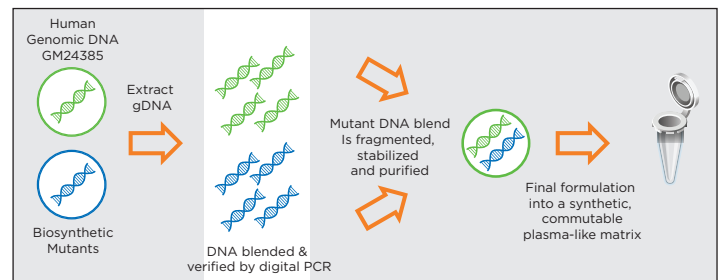 Human
Genomic DNA
GM24385
Extract
gDNA
Biosynthetic
Mutants
DNA blended &
verified by digital PCR
Mutant DNA blend
Is fragmented,
stabilized
and purified
Final formulation
into a synthetic,
commutable
plasma-like matrix